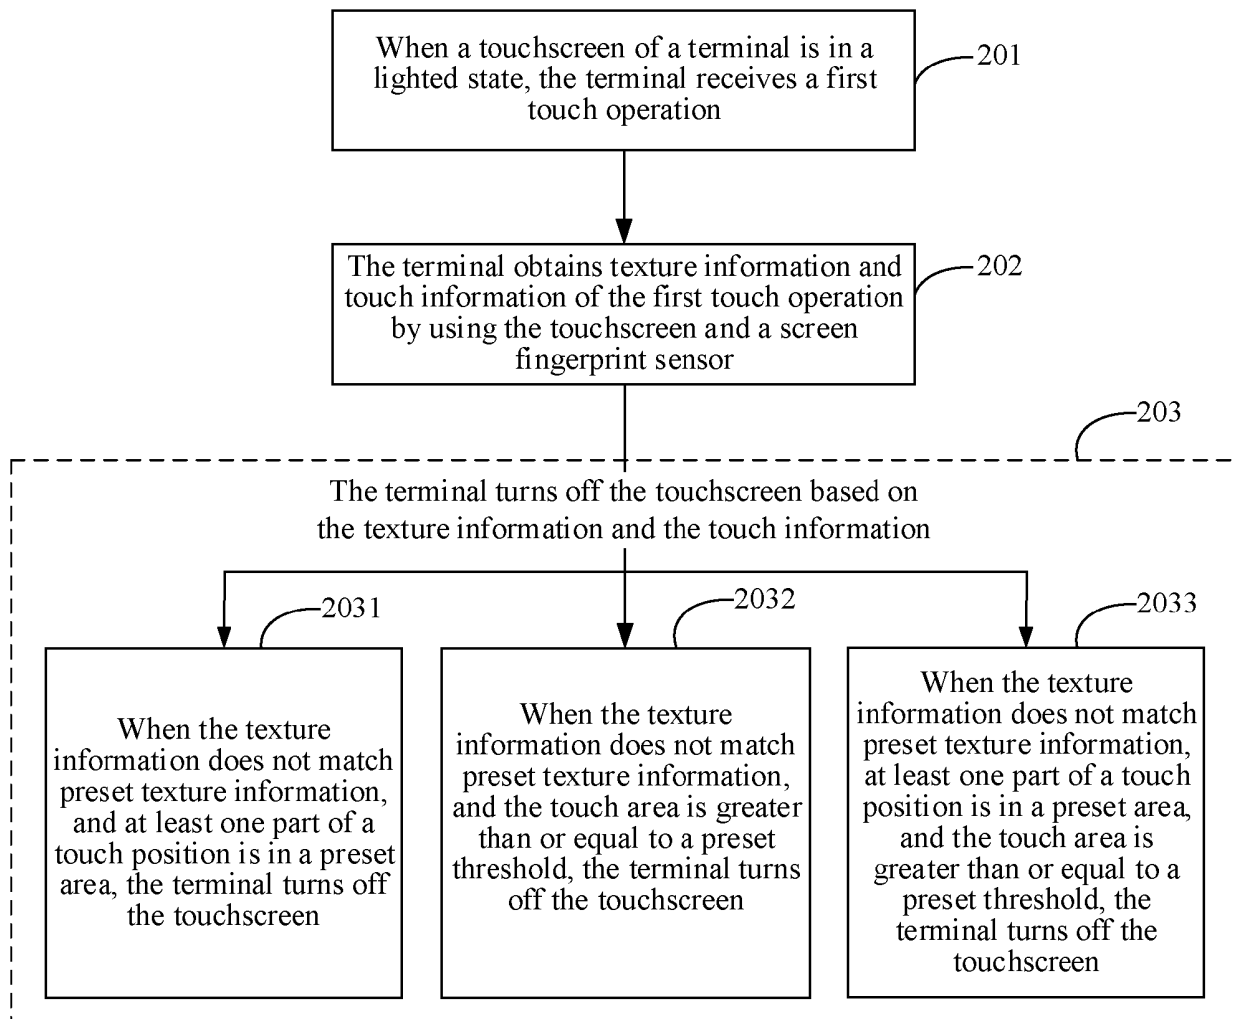 When a touchscreen of a terminal is in a
lighted state, the terminal receives a first
touch operation
201
The terminal obtains texture information and
touch information of the first touch operation
by using the touchscreen and a screen
fingerprint sensor
202
203
The terminal turns off the touchscreen based on
the texture information and the touch information
2031
When the texture
information does not match
preset texture information,
and at least one part of a
touch position is in a preset
area, the terminal turns off
the touchscreen
2032
When the texture
information does not match
preset texture information,
and the touch area is greater
than or equal to a preset
threshold, the terminal turns
off the touchscreen
2033
When the texture
information does not match
preset texture information,
at least one part of a touch
position is in a preset area,
and the touch area is
greater than or equal to a
preset threshold, the
terminal turns off the
touchscreen